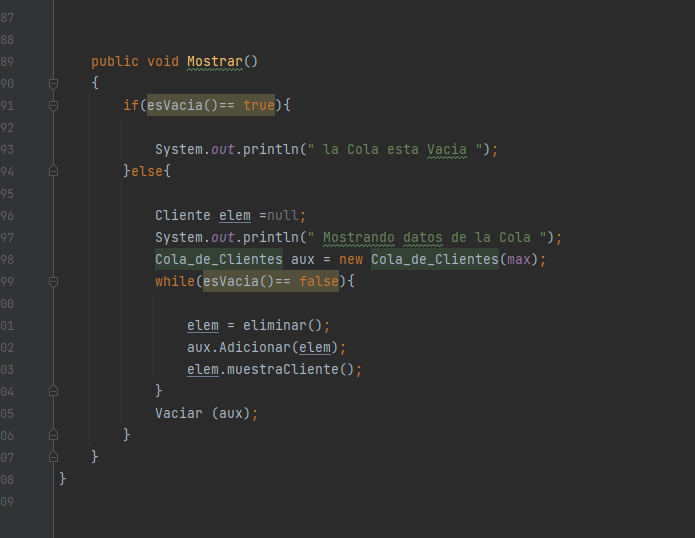 87
88
89 public void Mostrar()
90 {
91 if(esVacia()== true){
92
93 System.out.println(" la Cola esta Vacia ");
94 }else{
95
96 Cliente elem =null;
97 System.out.println(" Mostrando datos de la Cola ");
98 Cola_de_Clientes aux = new Cola_de_Clientes(max);
99 while(esVacia()== false){
00
01 elem = eliminar();
02 aux.Adicionar(elem);
03 elem.muestraCliente();
04 }
05 Vaciar (aux);
06 }
07 }
08 }
09